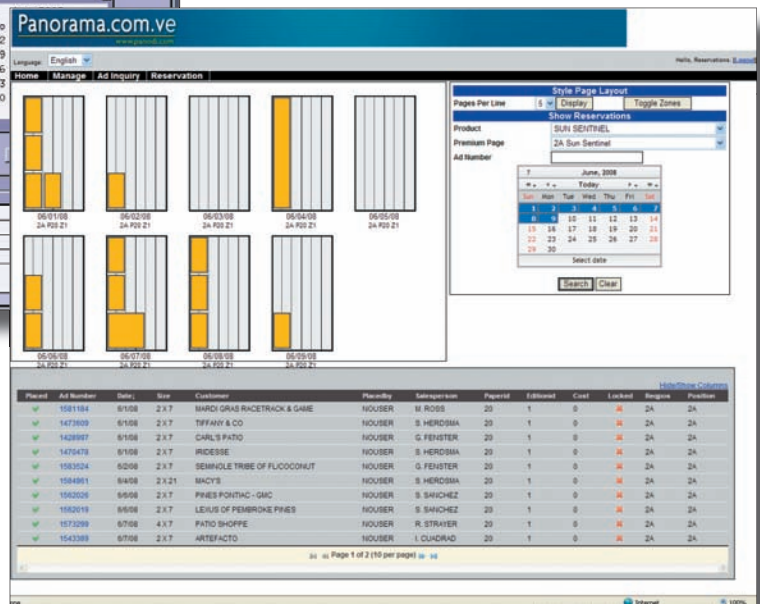 Panorama.com.ve
www.panodi.com
Language: English
Hello, Reservations
Home Manage Ad Inquiry Reservation
06/01/08 06/02/08 06/03/08 06/04/08 06/05/08
2A P20 Z1 2A P20 Z1 2A P20 Z1 2A P20 Z1 2A P20 Z1
06/06/08 06/07/08 06/08/08 06/09/08
2A P20 Z1 2A P20 Z1 2A P20 Z1 2A P20 Z1
Style Page Layout
Pages Per Line 5 Display Toggle Zones
Show Reservations
Product SUN SENTINEL
Premium Page 2A Sun Sentinel
Ad Number
? June, 2008
Today
Sun Mon Tue Wed Thu Fri Sat
1 2 3 4 5 6 7
8 9 10 11 12 13 14
15 16 17 18 19 20 21
22 23 24 25 26 27 28
29 30
Select date
Search Clear
Hide/Show Columns
Placed Ad Number Date Size Customer Placedby Salesperson Paperid Editionid Cost Locked Reqpos Position
1581184 6/1/08 2 X 7 MARDI GRAS RACETRACK & GAME NOUSER M. ROSS 20 1 0 2A 2A
1473609 6/1/08 2 X 7 TIFFANY & CO NOUSER S. HERDSMA 20 1 0 2A 2A
1428997 6/1/08 2 X 7 CARL'S PATIO NOUSER G. FENSTER 20 1 0 2A 2A
1470478 6/1/08 2 X 7 IRIDESSE NOUSER S. HERDSMA 20 1 0 2A 2A
1583524 6/2/08 2 X 7 SEMINOLE TRIBE OF FL/COCONUT NOUSER G. FENSTER 20 1 0 2A 2A
1584861 6/4/08 2 X 21 MACY'S NOUSER S. HERDSMA 20 1 0 2A 2A
1562026 6/6/08 2 X 7 PINES PONTIAC - GMC NOUSER S. SANCHEZ 20 1 0 2A 2A
1562019 6/6/08 2 X 7 LEXUS OF PEMBROKE PINES NOUSER S. SANCHEZ 20 1 0 2A 2A
1573299 6/7/08 4 X 7 PATIO SHOPPE NOUSER R. STRAYER 20 1 0 2A 2A
1543389 6/7/08 2 X 7 ARTEFACTO NOUSER I. CUADRAD 20 1 0 2A 2A
Page 1 of 2 (10 per page)
Internet 100%